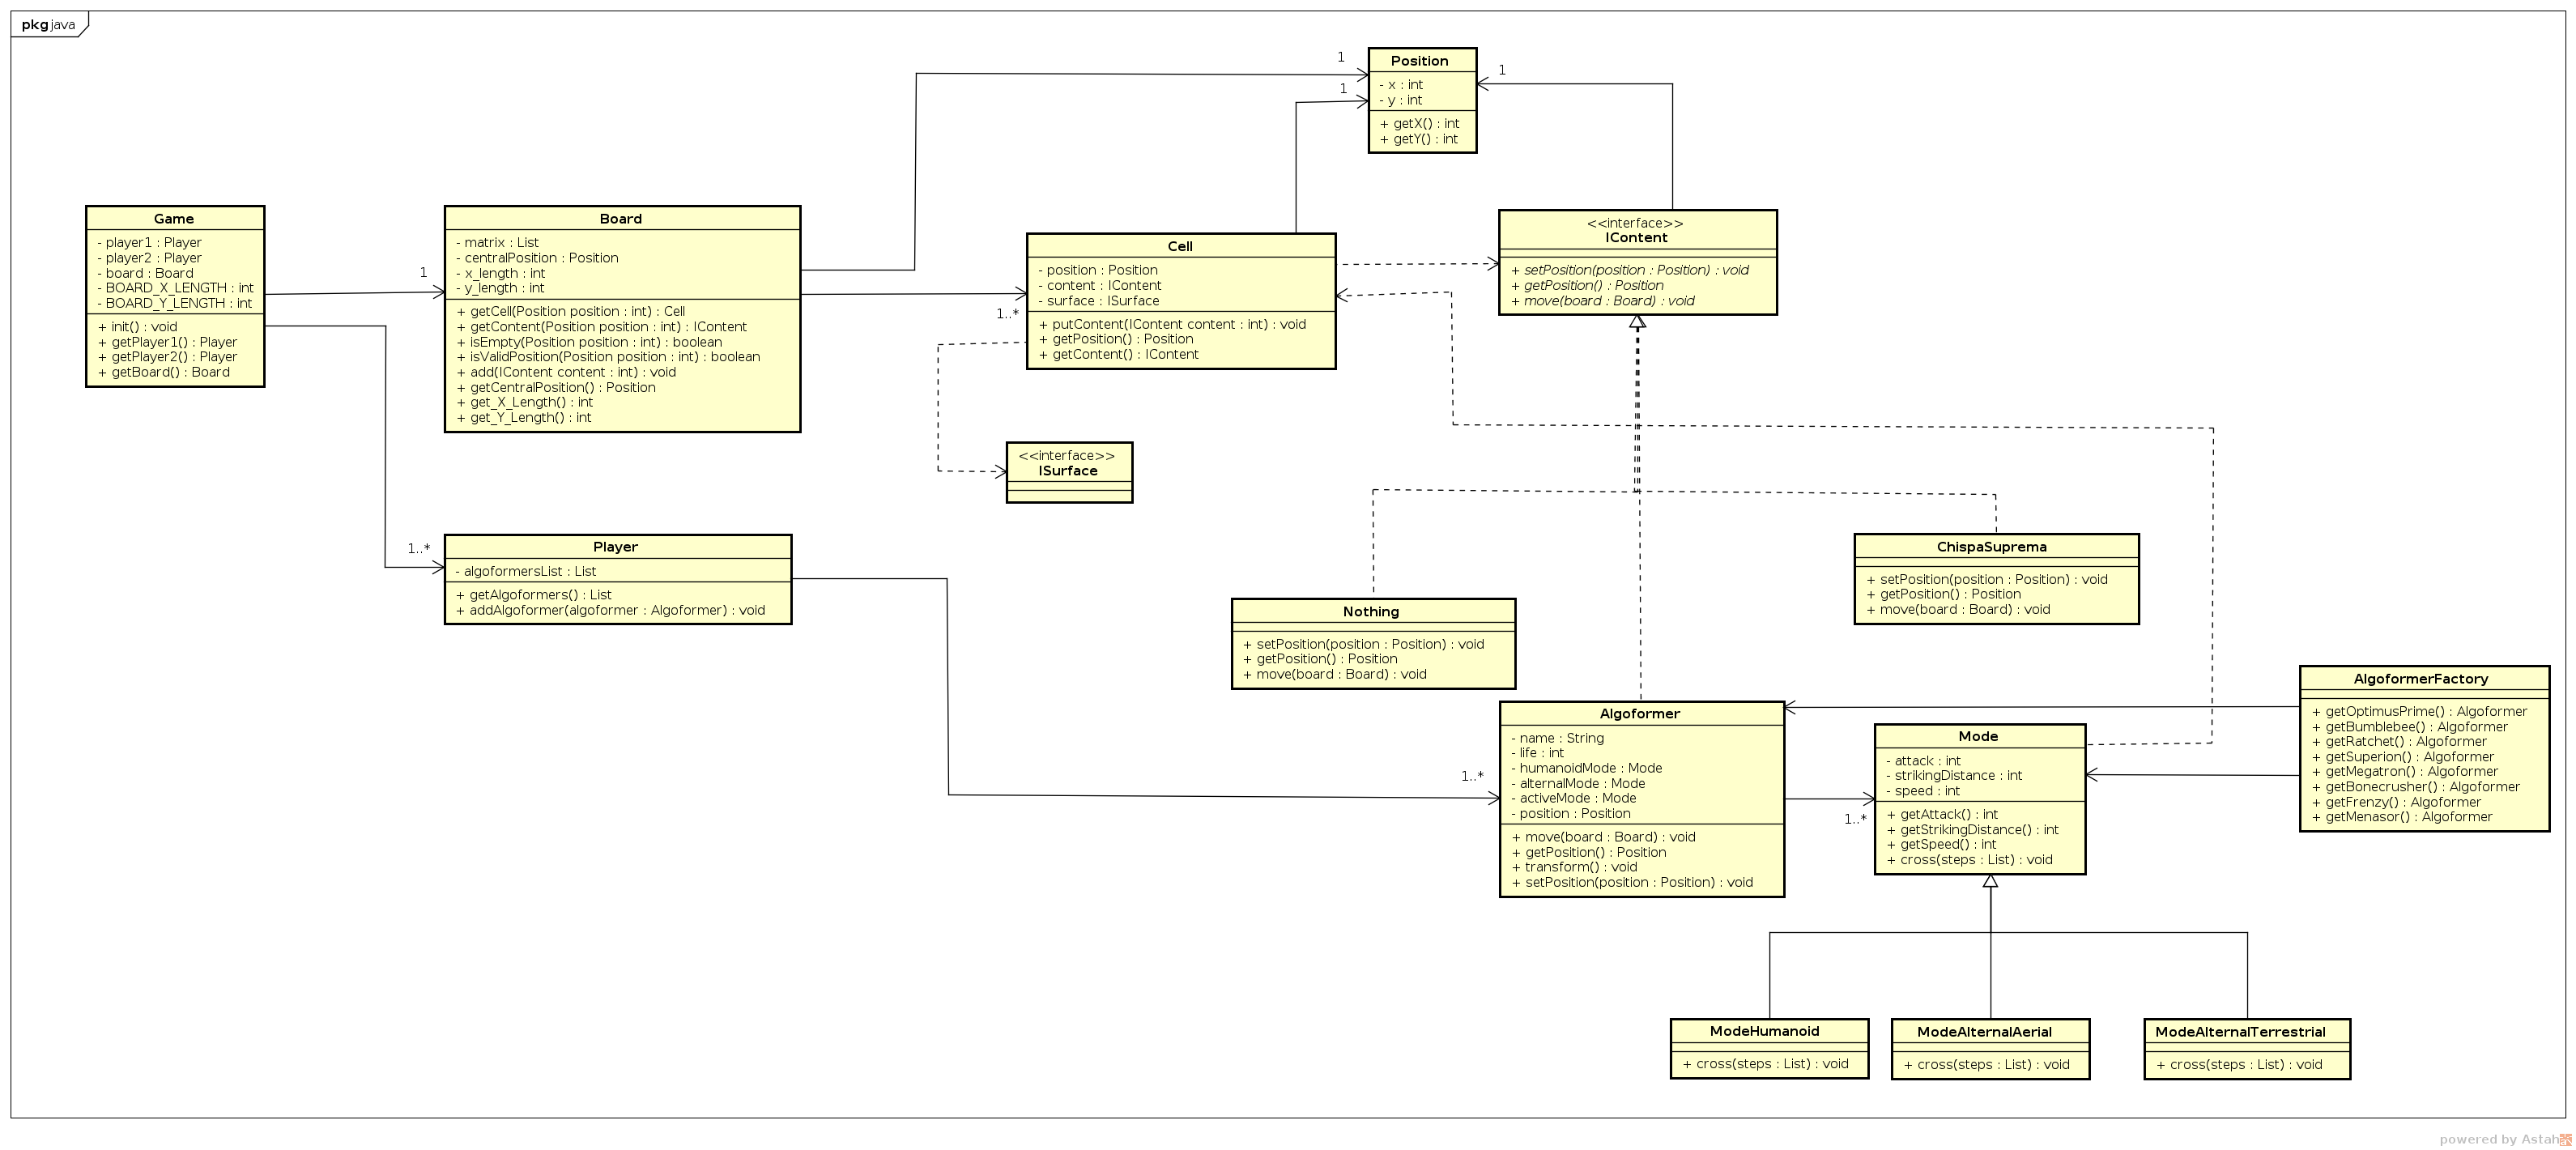 pkg java
1
1
1
Position
- x : int
- y : int
+ getX() : int
+ getY() : int
Game
- player1 : Player
- player2 : Player
- board : Board
- BOARD_X_LENGTH : int
- BOARD_Y_LENGTH : int
+ init() : void
+ getPlayer1() : Player
+ getPlayer2() : Player
+ getBoard() : Board
1
Board
- matrix : List
- centralPosition : Position
- x_length : int
- y_length : int
+ getCell(Position position : int) : Cell
+ getContent(Position position : int) : IContent
+ isEmpty(Position position : int) : boolean
+ isValidPosition(Position position : int) : boolean
+ add(IContent content : int) : void
+ getCentralPosition() : Position
+ get_X_Length() : int
+ get_Y_Length() : int
1..*
Cell
- position : Position
- content : IContent
- surface : ISurface
+ putContent(IContent content : int) : void
+ getPosition() : Position
+ getContent() : IContent
<<interface>>
IContent
+ setPosition(position : Position) : void
+ getPosition() : Position
+ move(board : Board) : void
<<interface>>
ISurface
1..*
Player
- algoformersList : List
+ getAlgoformers() : List
+ addAlgoformer(algoformer : Algoformer) : void
Nothing
+ setPosition(position : Position) : void
+ getPosition() : Position
+ move(board : Board) : void
ChispaSuprema
+ setPosition(position : Position) : void
+ getPosition() : Position
+ move(board : Board) : void
1..*
Algoformer
- name : String
- life : int
- humanoidMode : Mode
- alternalMode : Mode
- activeMode : Mode
- position : Position
+ move(board : Board) : void
+ getPosition() : Position
+ transform() : void
+ setPosition(position : Position) : void
1..*
Mode
- attack : int
- strikingDistance : int
- speed : int
+ getAttack() : int
+ getStrikingDistance() : int
+ getSpeed() : int
+ cross(steps : List) : void
AlgoformerFactory
+ getOptimusPrime() : Algoformer
+ getBumblebee() : Algoformer
+ getRatchet() : Algoformer
+ getSuperion() : Algoformer
+ getMegatron() : Algoformer
+ getBonecrusher() : Algoformer
+ getFrenzy() : Algoformer
+ getMenasor() : Algoformer
ModeHumanoid
+ cross(steps : List) : void
ModeAlternalAerial
+ cross(steps : List) : void
ModeAlternalTerrestrial
+ cross(steps : List) : void
powered by Astah